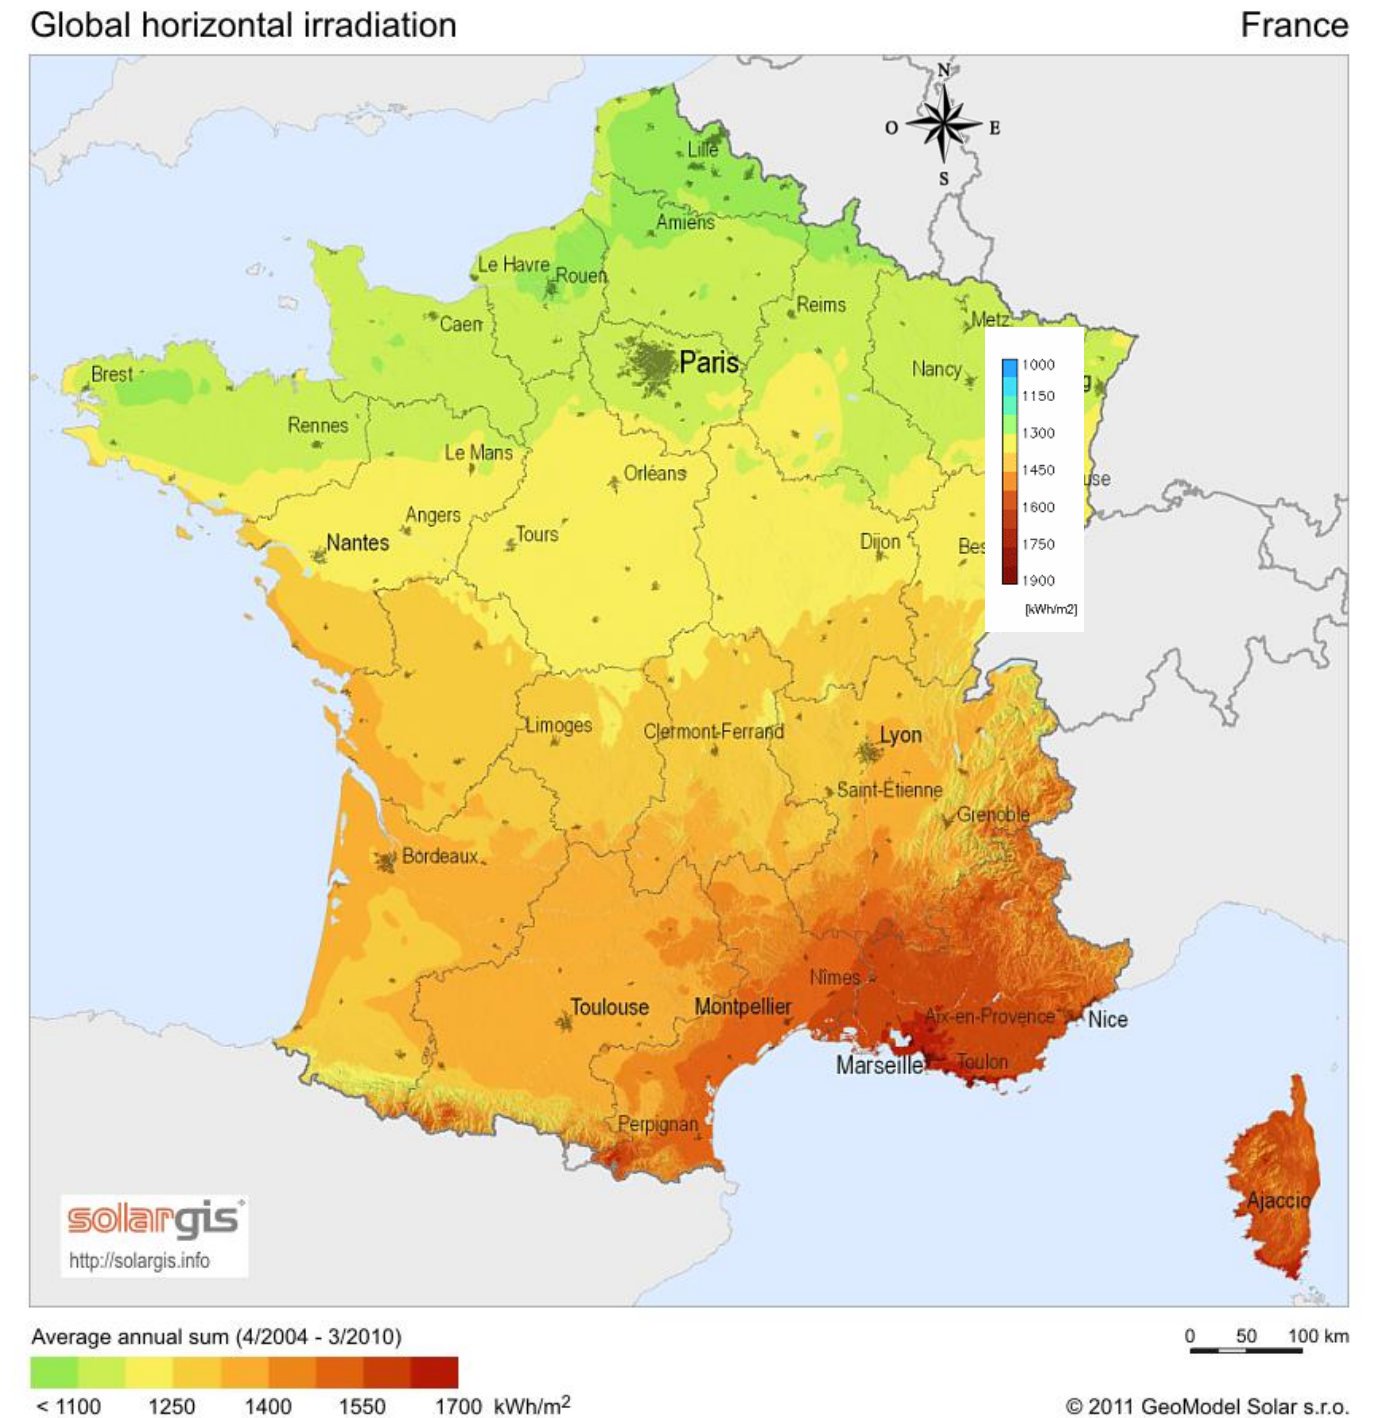 Global horizontal irradiation
France
N
O
E
S
Lille
Amiens
Le Havre
Rouen
Reims
Caen
Metz
Paris
Brest
Nancy
g
Rennes
Le Mans
Orléans
use
Angers
Tours
Nantes
Dijon
Bes
1000
1150
1300
1450
1600
1750
1900
[kWh/m2]
Limoges
Clermont-Ferrand
Lyon
Saint-Etienne
Grenoble
Bordeaux
Nîmes
Toulouse
Montpellier
Aix-en-Provence
Nice
Marseille
Toulon
Perpignan
Ajaccio
solargis
http://solargis.info
Average annual sum (4/2004 - 3/2010)
0 50 100 km
< 1100 1250 1400 1550 1700 kWh/m2
© 2011 GeoModel Solar s.r.o.